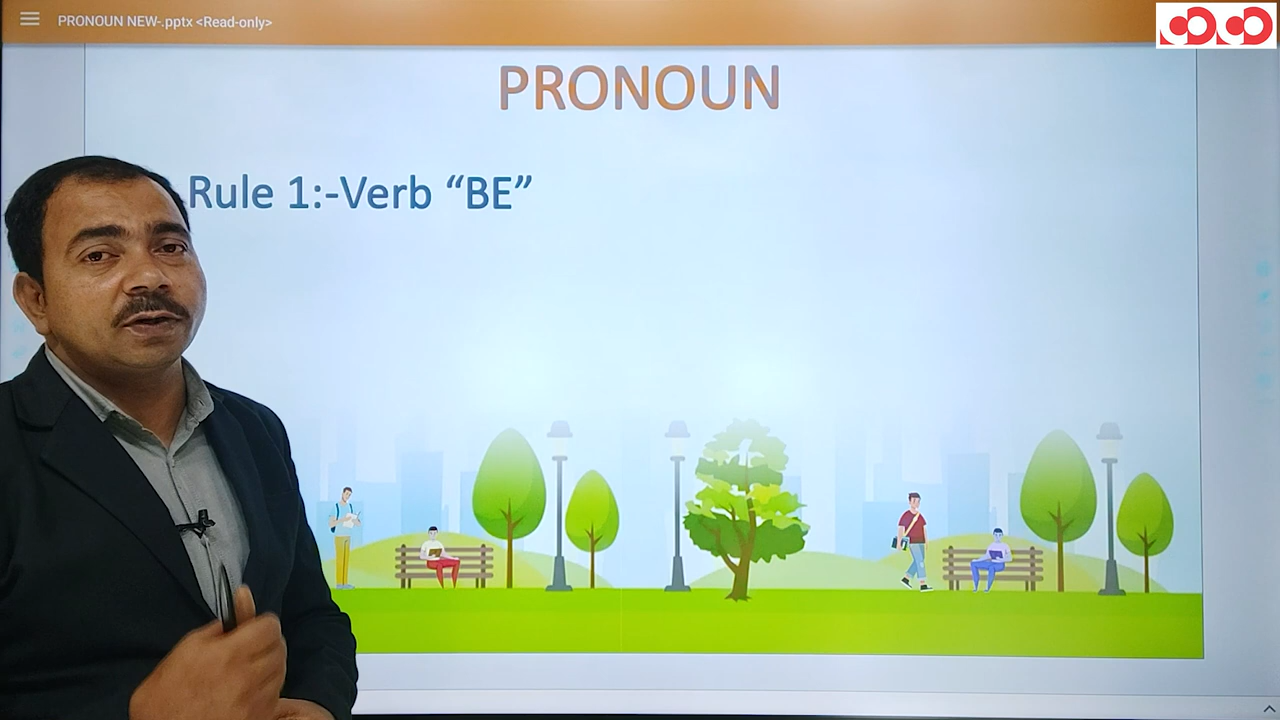 PRONOUN NEW-.pptx <Read-only>
PRONOUN
Rule 1:-Verb “BE”